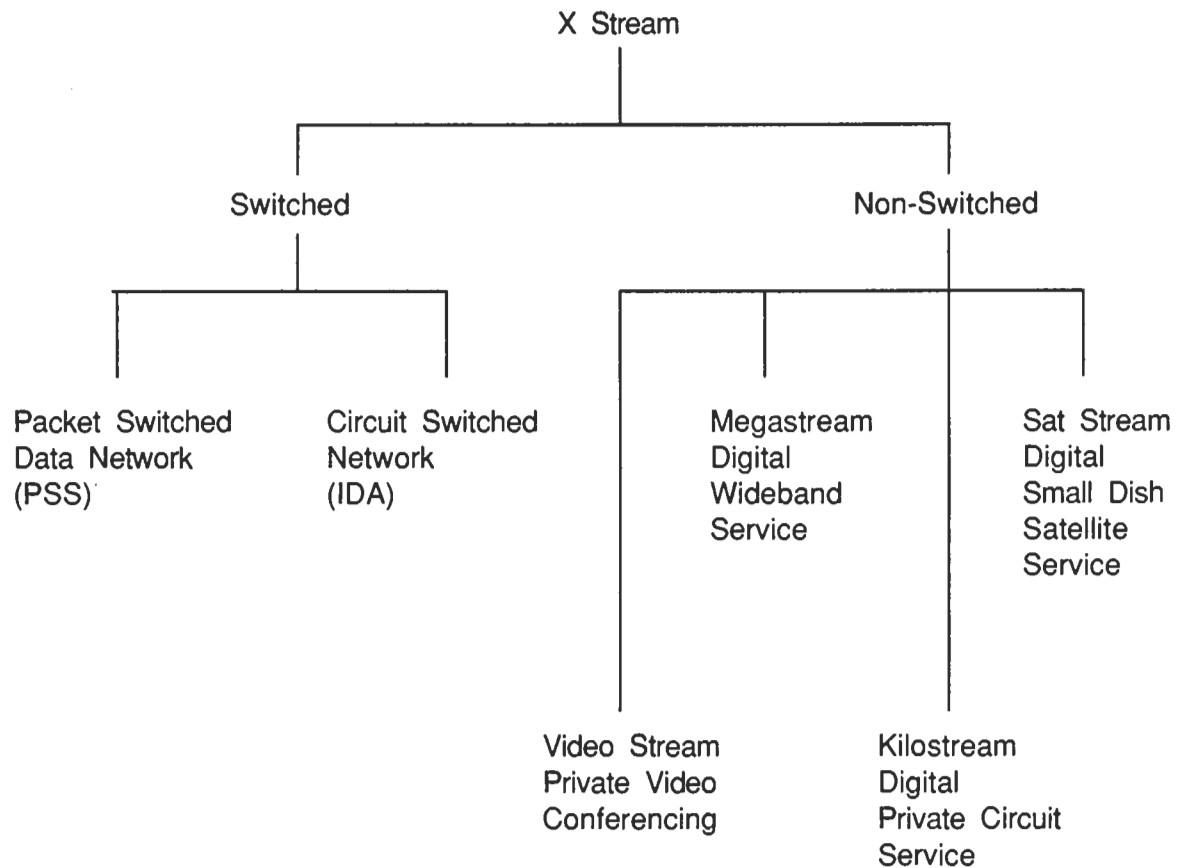 X Stream
Switched
Non-Switched
Packet Switched
Data Network
(PSS)
Circuit Switched
Network
(IDA)
Megastream
Digital
Wideband
Service
Sat Stream
Digital
Small Dish
Satellite
Service
Video Stream
Private Video
Conferencing
Kilostream
Digital
Private Circuit
Service